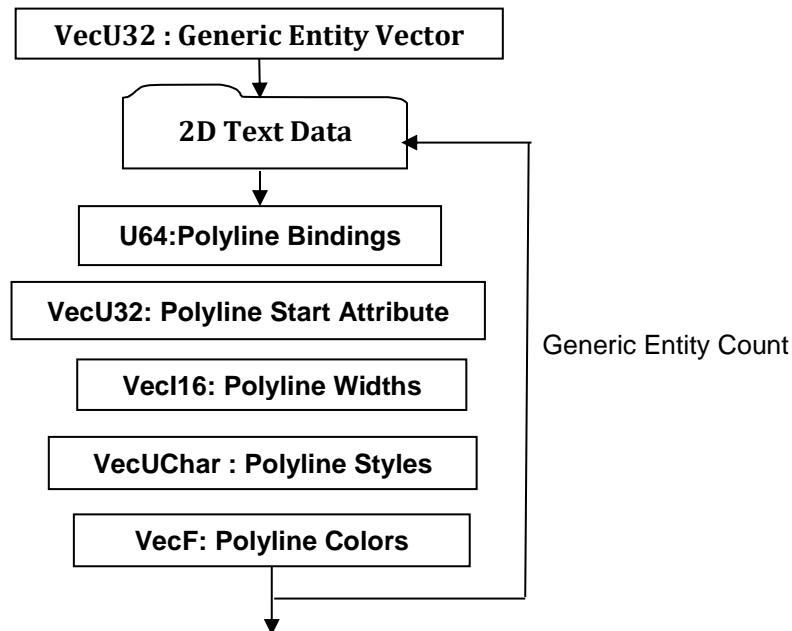 VecU32 : Generic Entity Vector
2D Text Data
U64:Polyline Bindings
VecU32: Polyline Start Attribute
Generic Entity Count
VecI16: Polyline Widths
VecUChar : Polyline Styles
VecF: Polyline Colors